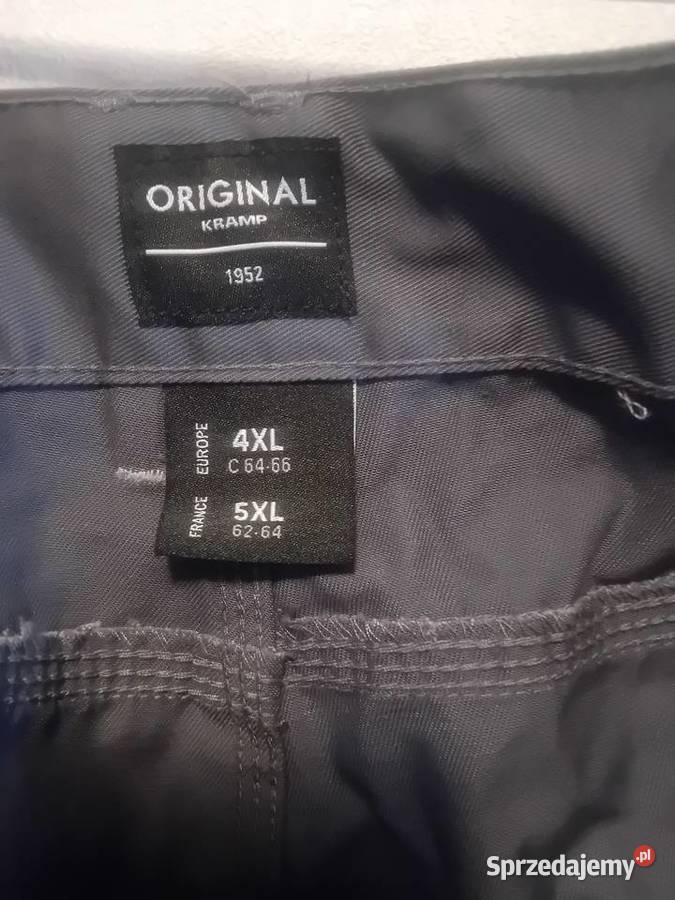 ORIGINAL
KRAMP
1952
EUROPE
4XL
C 64-66
FRANCE
5XL
62-64
Sprzedajemy.pl